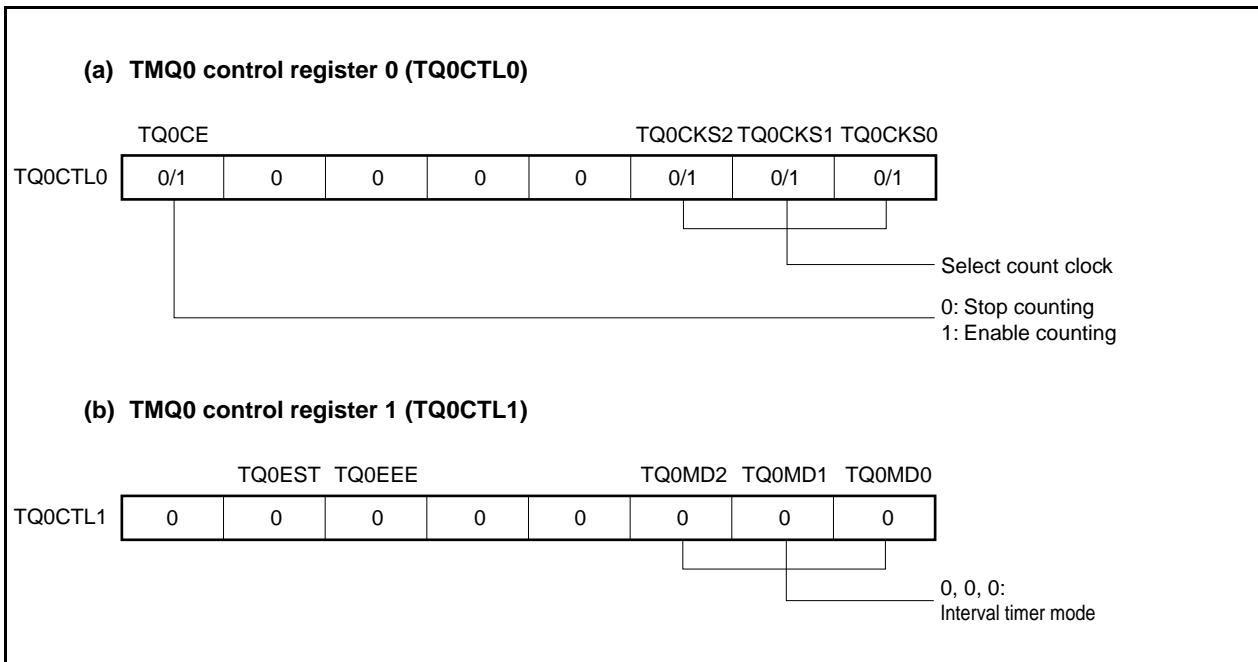 (a) TMQ0 control register 0 (TQ0CTL0)
TQ0CE TQ0CKS2 TQ0CKS1 TQ0CKS0
TQ0CTL0 0/1 0 0 0 0 0/1 0/1 0/1
Select count clock
0: Stop counting
1: Enable counting
(b) TMQ0 control register 1 (TQ0CTL1)
TQ0EST TQ0EEE TQ0MD2 TQ0MD1 TQ0MD0
TQ0CTL1 0 0 0 0 0 0 0 0
0, 0, 0:
Interval timer mode